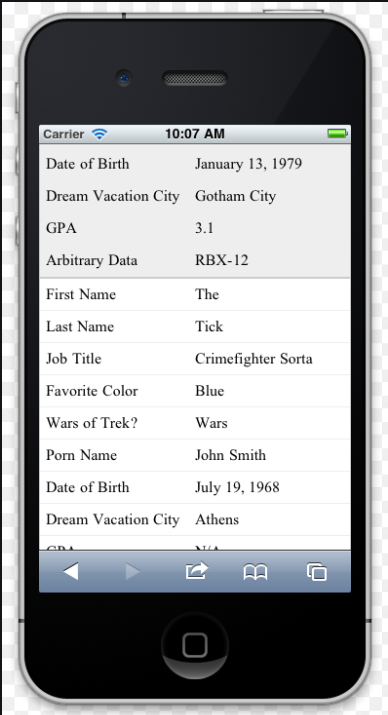 Carrier 10:07 AM
Date of Birth January 13, 1979
Dream Vacation City Gotham City
GPA 3.1
Arbitrary Data RBX-12
First Name The
Last Name Tick
Job Title Crimefighter Sorta
Favorite Color Blue
Wars of Trek? Wars
Porn Name John Smith
Date of Birth July 19, 1968
Dream Vacation City Athens
GPA N/A